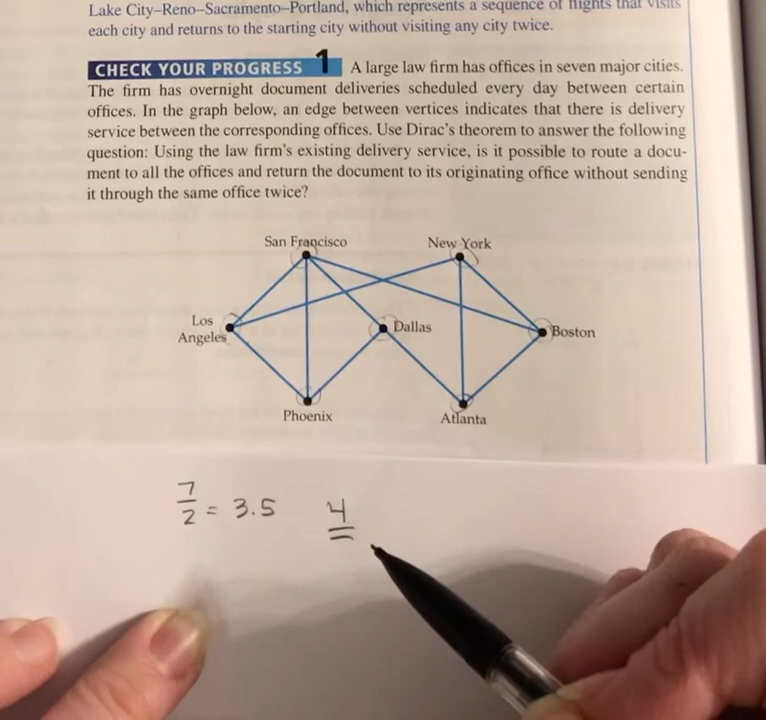 Lake City–Reno–Sacramento–Portland, which represents a sequence of flights that visits
each city and returns to the starting city without visiting any city twice.
CHECK YOUR PROGRESS 1 A large law firm has offices in seven major cities.
The firm has overnight document deliveries scheduled every day between certain
offices. In the graph below, an edge between vertices indicates that there is delivery
service between the corresponding offices. Use Dirac's theorem to answer the following
question: Using the law firm's existing delivery service, is it possible to route a docu-
ment to all the offices and return the document to its originating office without sending
it through the same office twice?
San Francisco New York
Los
Angeles
Dallas
Boston
Phoenix
Atlanta
7/2 = 3.5 4